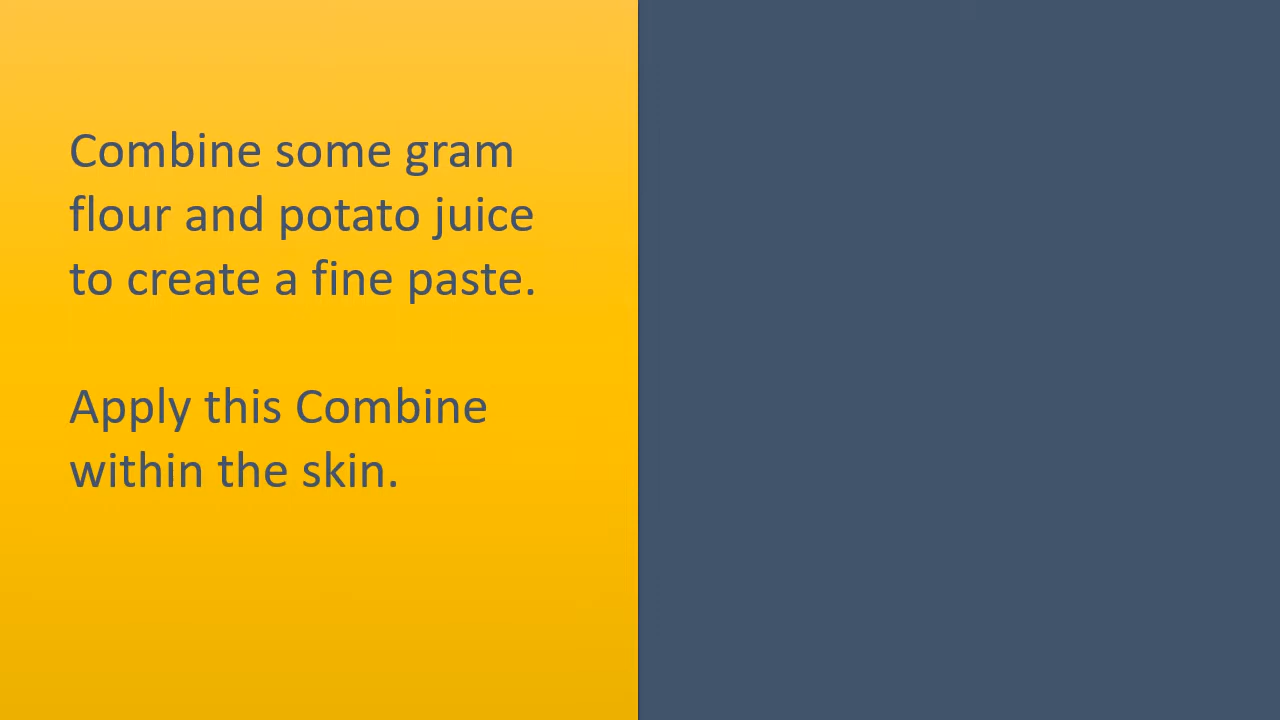 Combine some gram
flour and potato juice
to create a fine paste.
Apply this Combine
within the skin.